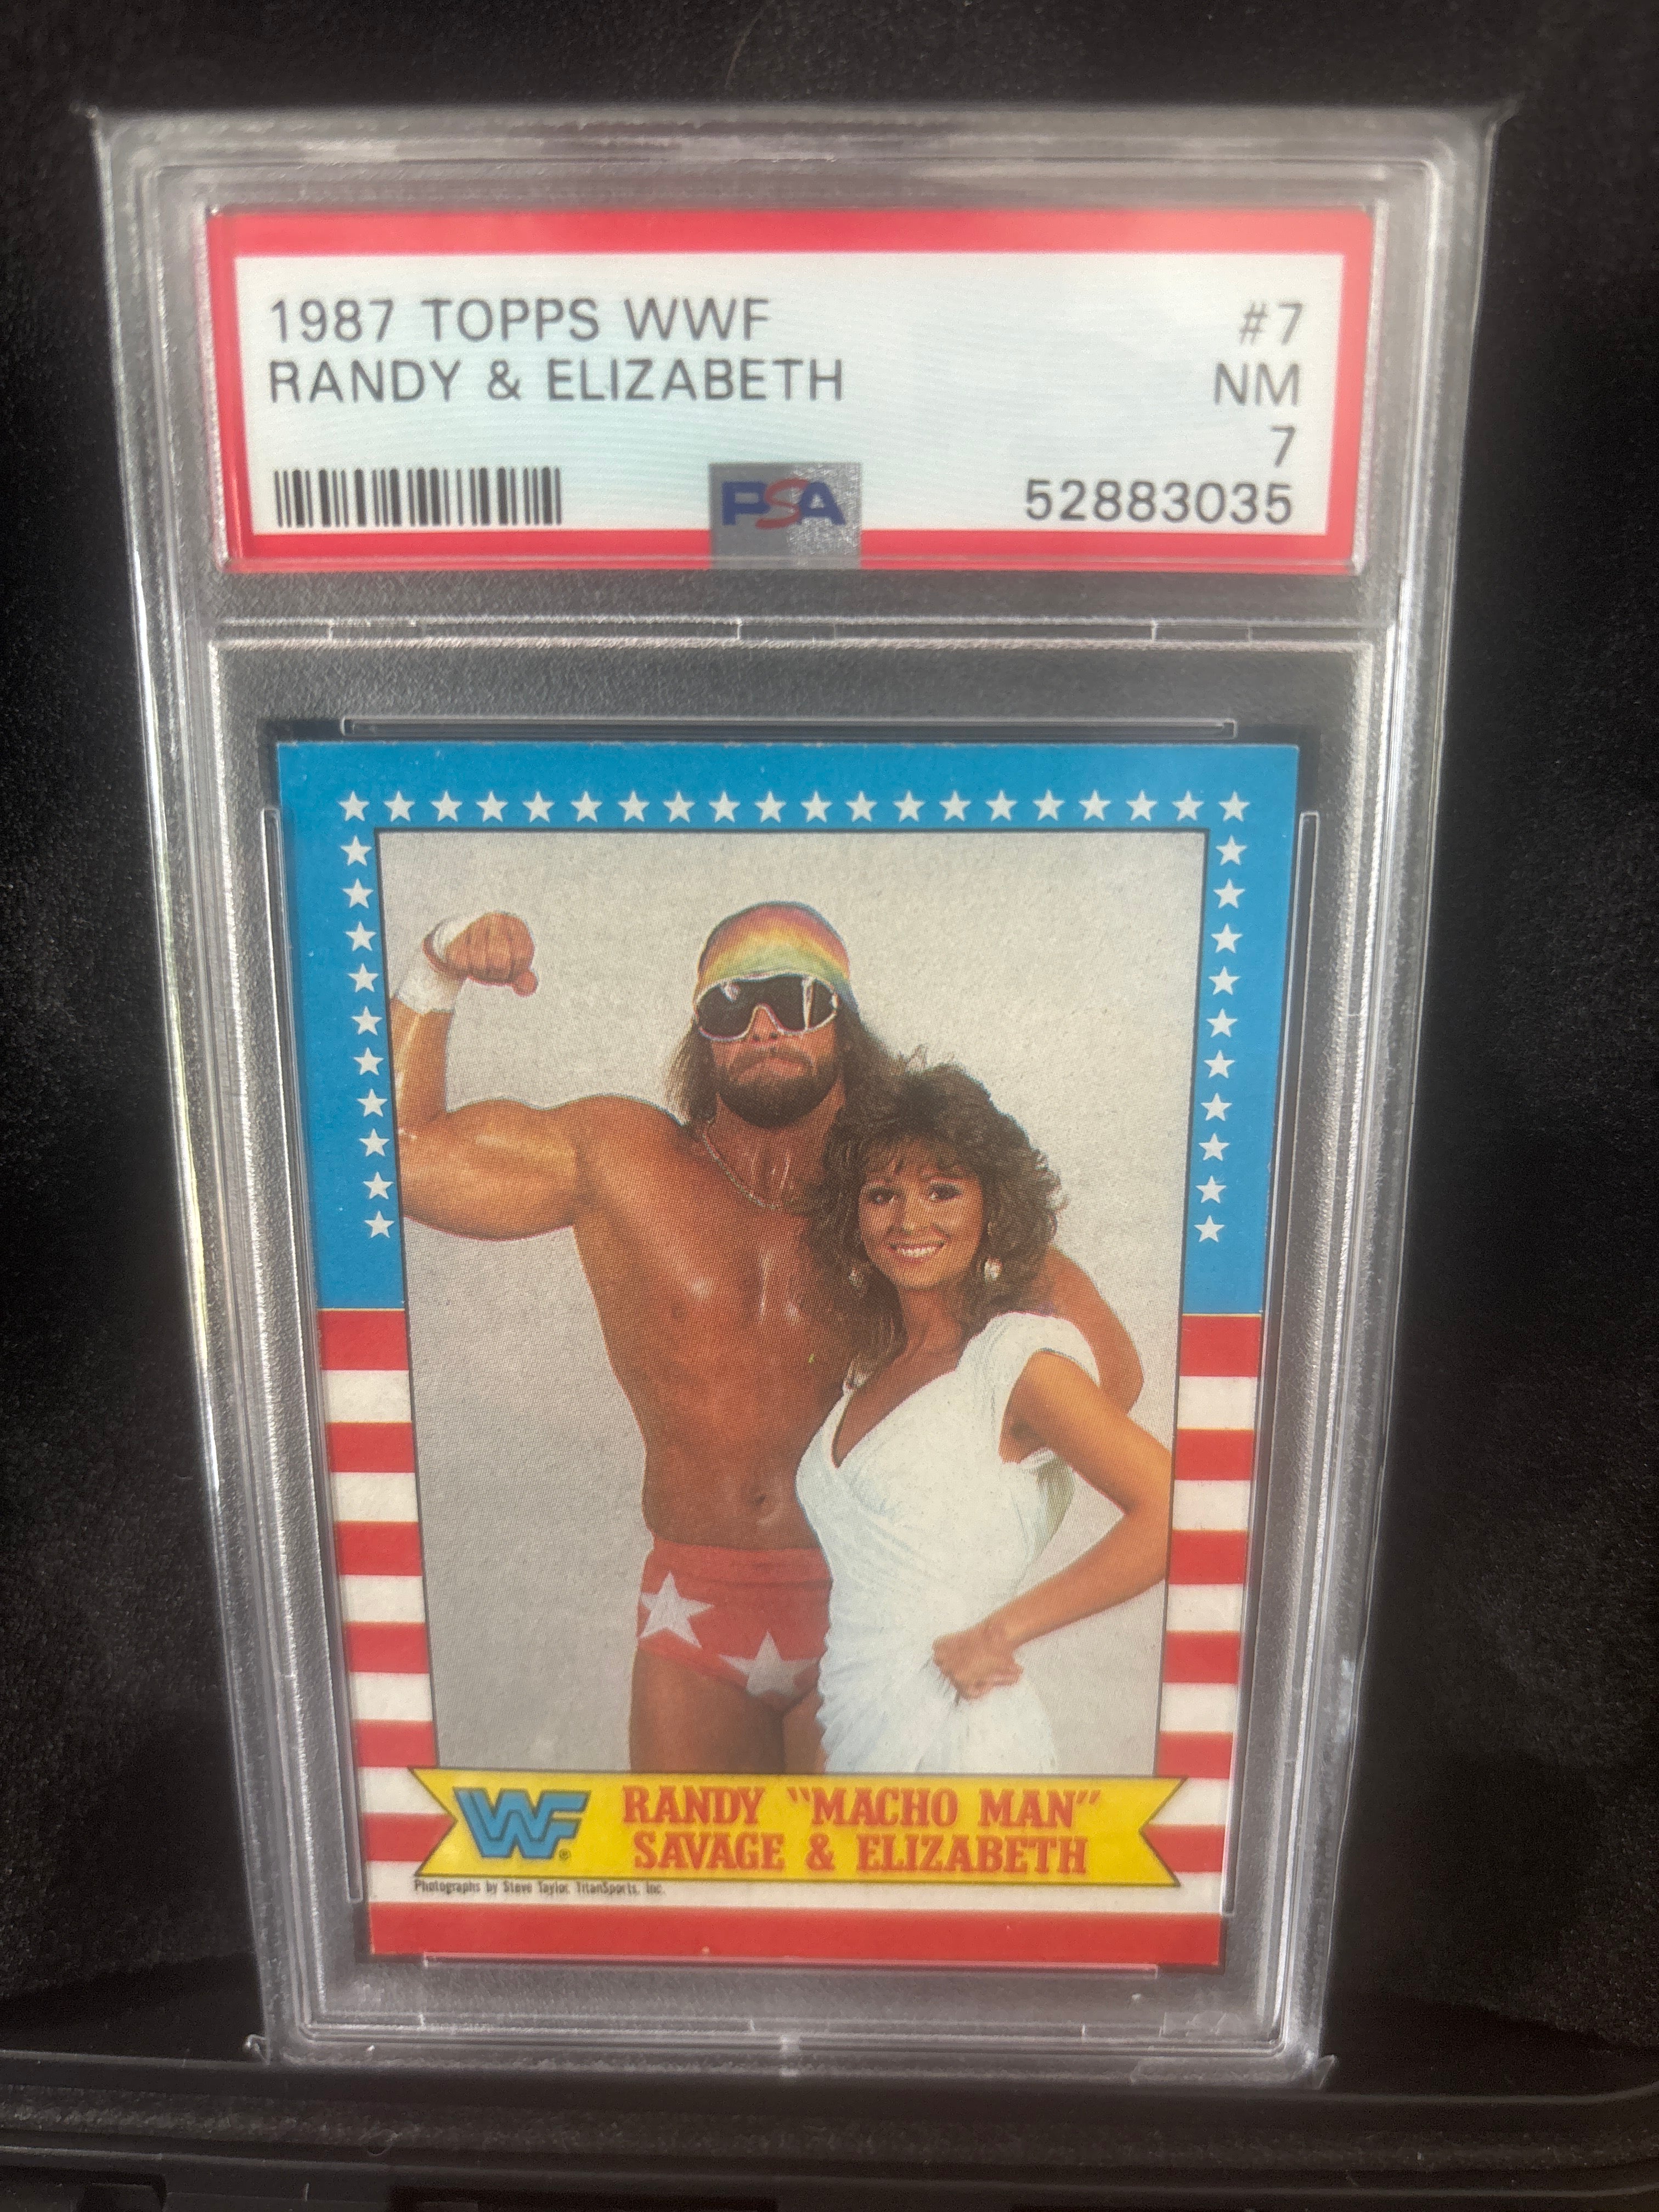 1987 TOPPS WWF #7
RANDY & ELIZABETH NM
7
PSA 52883035
WF
®
RANDY "MACHO MAN"
SAVAGE & ELIZABETH
Photographs by Steve Taylor, TitanSports, Inc.